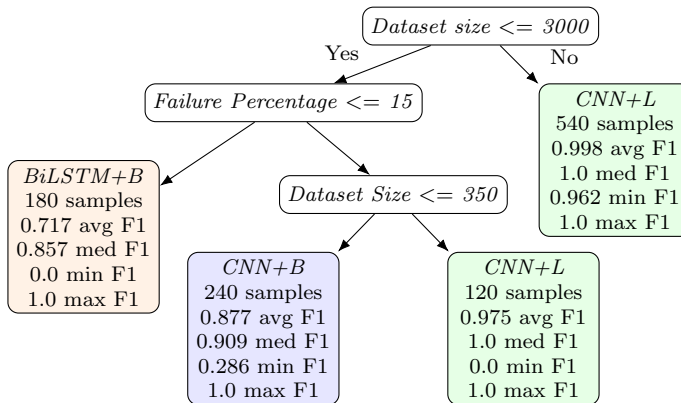 Dataset size <= 3000
Yes
No
Failure Percentage <= 15
CNN+L
540 samples
0.998 avg F1
1.0 med F1
0.962 min F1
1.0 max F1
BiLSTM+B
180 samples
0.717 avg F1
0.857 med F1
0.0 min F1
1.0 max F1
Dataset Size <= 350
CNN+B
240 samples
0.877 avg F1
0.909 med F1
0.286 min F1
1.0 max F1
CNN+L
120 samples
0.975 avg F1
1.0 med F1
0.0 min F1
1.0 max F1